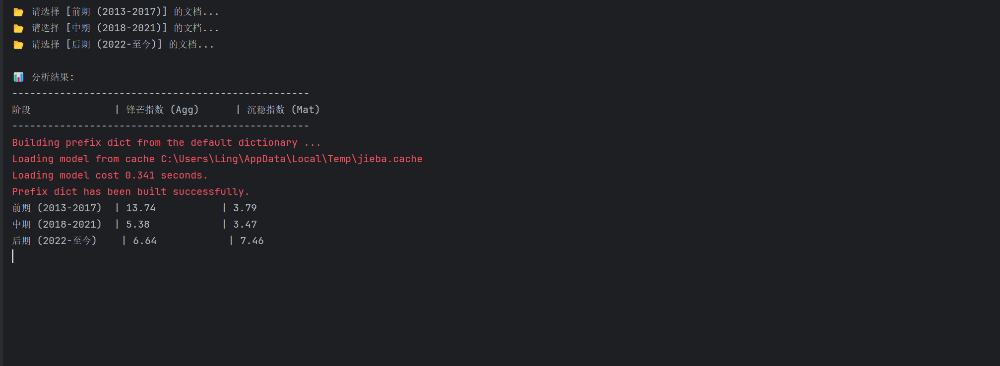 📂 请选择 [前期 (2013-2017)] 的文档...
📂 请选择 [中期 (2018-2021)] 的文档...
📂 请选择 [后期 (2022-至今)] 的文档...
📊 分析结果:
--------------------------------------------------
阶段              | 锋芒指数 (Agg)      | 沉稳指数 (Mat)
--------------------------------------------------
Building prefix dict from the default dictionary ...
Loading model from cache C:\Users\Ling\AppData\Local\Temp\jieba.cache
Loading model cost 0.341 seconds.
Prefix dict has been built successfully.
前期 (2013-2017)  | 13.74           | 3.79
中期 (2018-2021)  | 5.38            | 3.47
后期 (2022-至今)    | 6.64            | 7.46